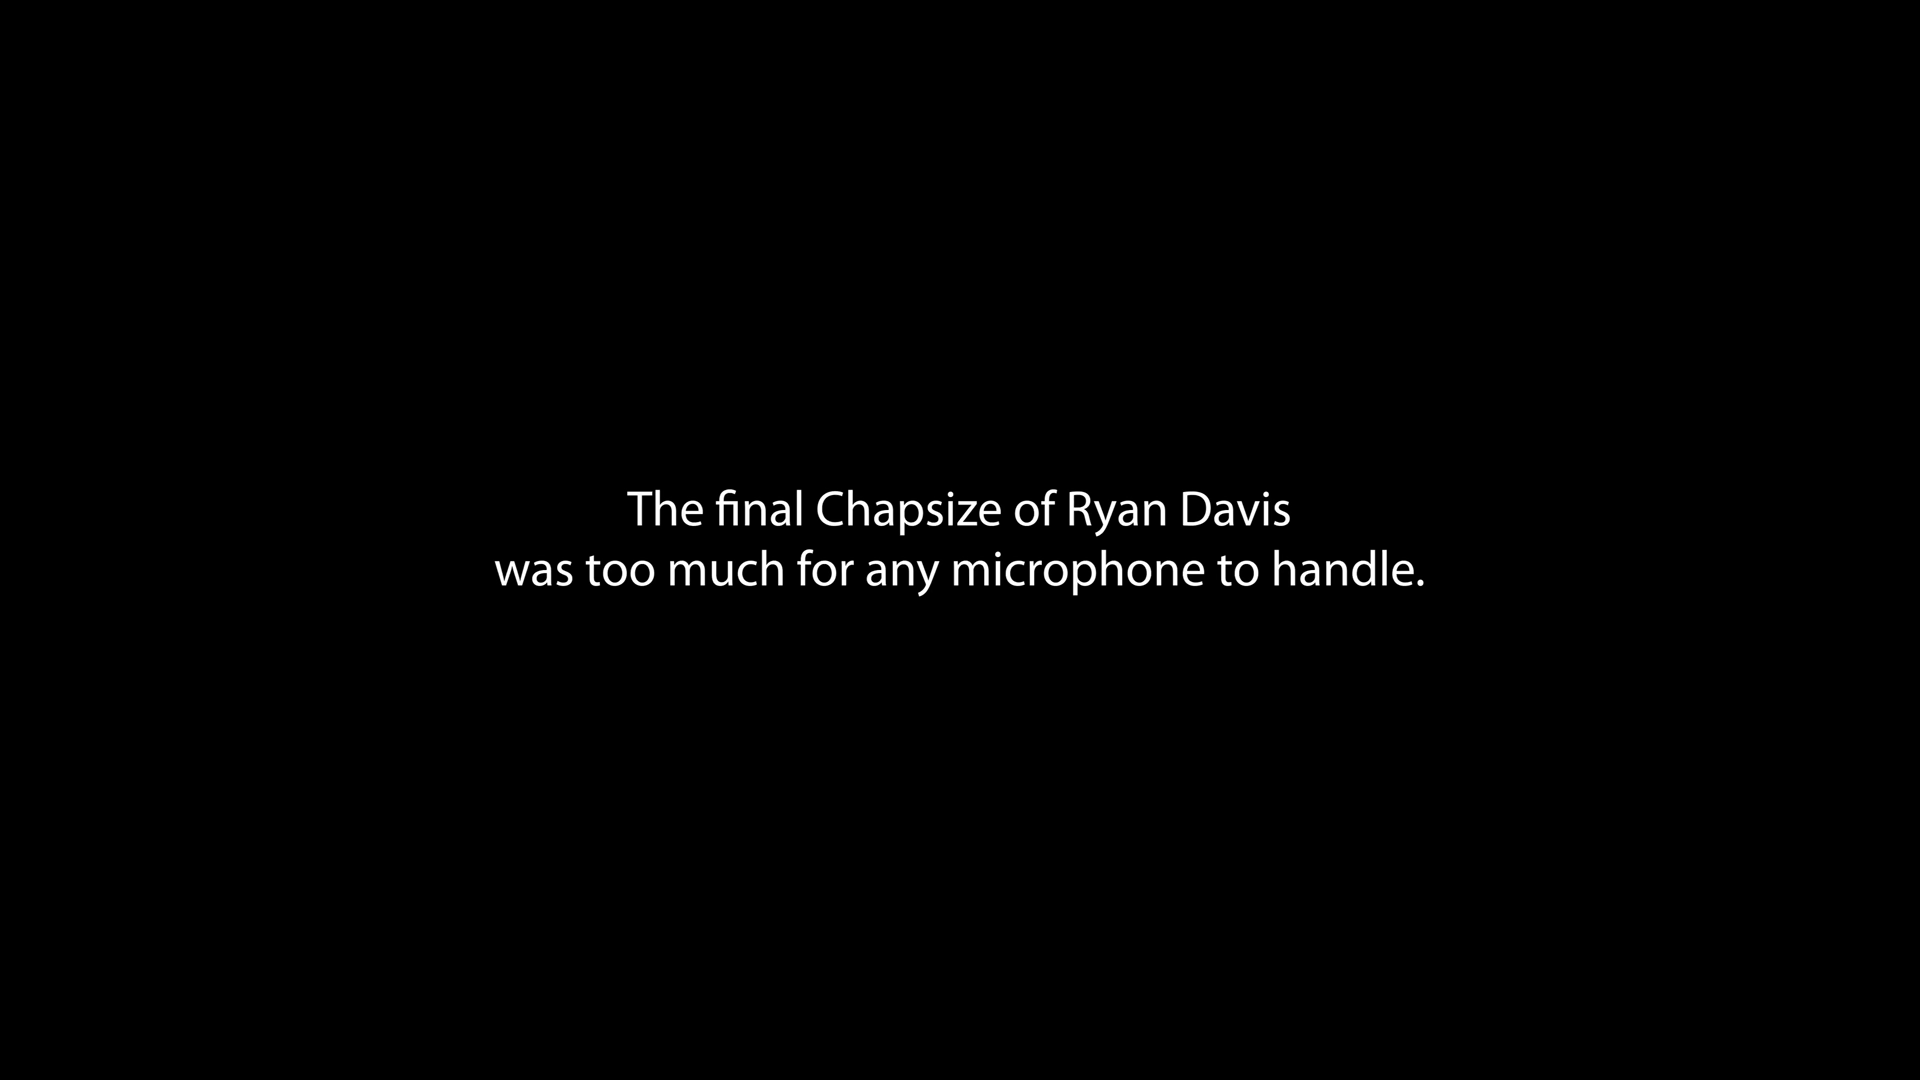 The final Chapsize of Ryan Davis
was too much for any microphone to handle.